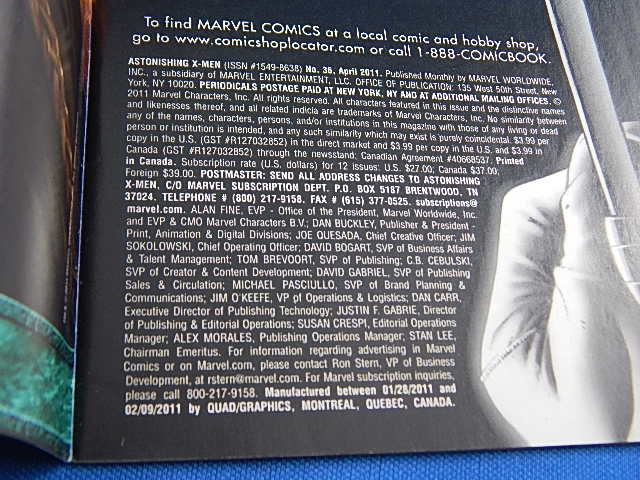 To find MARVEL COMICS at a local comic and hobby shop,
go to www.comicshoplocator.com or call 1-888-COMICBOOK.
ASTONISHING X-MEN (ISSN #1549-8638) No. 36, April 2011. Published Monthly by MARVEL WORLDWIDE,
INC., a subsidiary of MARVEL ENTERTAINMENT, LLC. OFFICE OF PUBLICATION: 135 West 50th Street, New
York, NY 10020. PERIODICALS POSTAGE PAID AT NEW YORK, NY AND AT ADDITIONAL MAILING OFFICES. ©
2011 Marvel Characters, Inc. All rights reserved. All characters featured in this issue and the distinctive names
and likenesses thereof, and all related indicia are trademarks of Marvel Characters, Inc. No similarity between
any of the names, characters, persons, and/or institutions in this magazine with those of any living or dead
person or institution is intended, and any such similarity which may exist is purely coincidental. $3.99 per
copy in the U.S. (GST #R127032852) in the direct market and $3.99 per copy in the U.S. and $3.99 in
Canada (GST #R127032852) through the newsstand; Canadian Agreement #40668537. Printed
in Canada. Subscription rate (U.S. dollars) for 12 issues: U.S. $27.00; Canada $37.00;
Foreign $39.00. POSTMASTER: SEND ALL ADDRESS CHANGES TO ASTONISHING
X-MEN, C/O MARVEL SUBSCRIPTION DEPT. P.O. BOX 5187 BRENTWOOD, TN
37024. TELEPHONE # (800) 217-9158. FAX # (615) 377-0525. subscriptions@
marvel.com. ALAN FINE, EVP - Office of the President, Marvel Worldwide, Inc.
and EVP & CMO Marvel Characters B.V.; DAN BUCKLEY, Publisher & President -
Print, Animation & Digital Divisions; JOE QUESADA, Chief Creative Officer; JIM
SOKOLOWSKI, Chief Operating Officer; DAVID BOGART, SVP of Business Affairs
& Talent Management; TOM BREVOORT, SVP of Publishing; C.B. CEBULSKI,
SVP of Creator & Content Development; DAVID GABRIEL, SVP of Publishing
Sales & Circulation; MICHAEL PASCIULLO, SVP of Brand Planning &
Communications; JIM O'KEEFE, VP of Operations & Logistics; DAN CARR,
Executive Director of Publishing Technology; JUSTIN F. GABRIE, Director
of Publishing & Editorial Operations; SUSAN CRESPI, Editorial Operations
Manager; ALEX MORALES, Publishing Operations Manager; STAN LEE,
Chairman Emeritus. For information regarding advertising in Marvel
Comics or on Marvel.com, please contact Ron Stern, VP of Business
Development, at rstern@marvel.com. For Marvel subscription inquiries,
please call 800-217-9158. Manufactured between 01/28/2011 and
02/09/2011 by QUAD/GRAPHICS, MONTREAL, QUEBEC, CANADA.